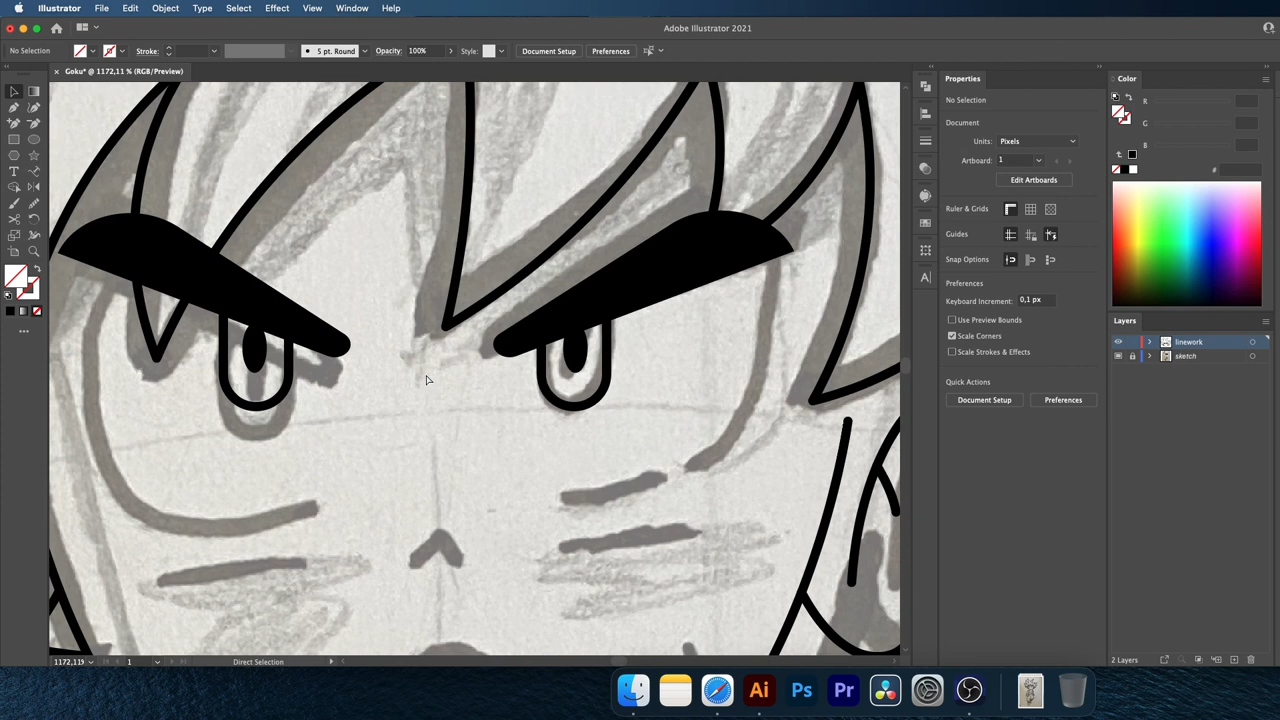 Illustrator File Edit Object Type Select Effect View Window Help
Adobe Illustrator 2021
No Selection Stroke: 5 pt. Round Opacity: 100% Style: Document Setup Preferences
× Goku* @ 1172,11 % (RGB/Preview)
Properties
No Selection
Document
Units: Pixels
Artboard: 1
Edit Artboards
Ruler & Grids
Guides
Snap Options
Preferences
Keyboard Increment: 0,1 px
Use Preview Bounds
Scale Corners
Scale Strokes & Effects
Quick Actions
Document Setup Preferences
Color
R
G
B
#
Layers
linework
sketch
2 Layers
1 Direct Selection
Ai Ps Pr